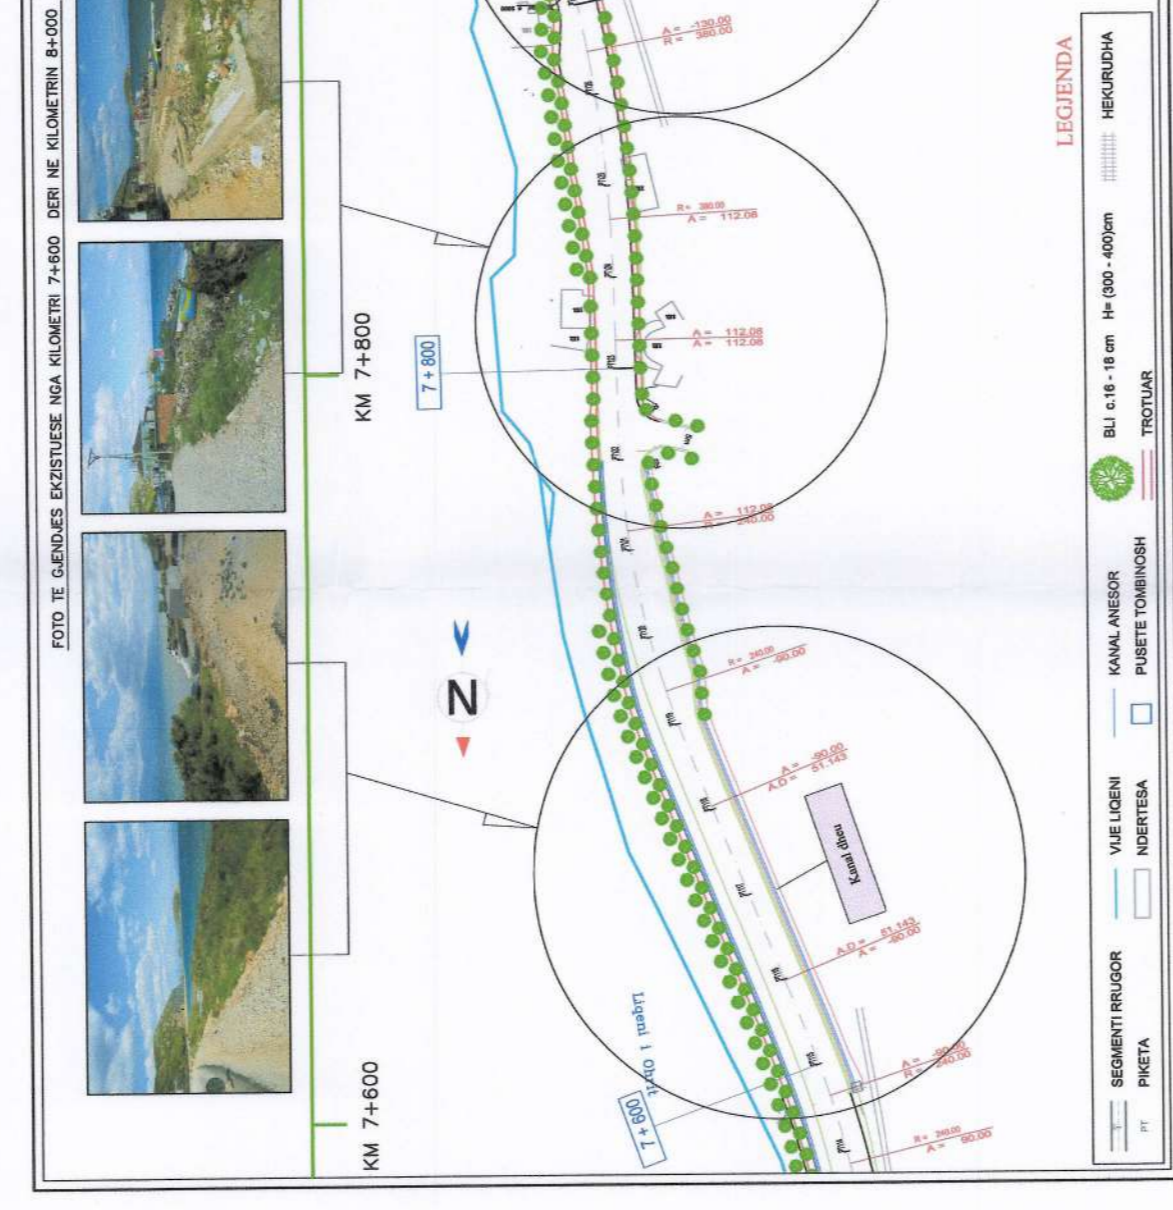 FOTO TE GJENDJES EKZISTUESE NGA KILOMETRI 7+600 DERI NE KILOMETRIN 8+000
KM 7+600
KM 7+800
7 + 600
7 + 800
Liqeni i Ohrit
N
R = 240.00
A = 90.00
A = -90.00
R = 240.00
A.D = 51.143
A = -90.00
Kanal dheu
A = -90.00
A.D = 51.143
R = 240.00
A = -90.00
A = 112.08
R = 240.00
A = 112.08
A = 112.08
R = 380.00
A = 112.08
A = -130.00
R = 380.00
LEGJENDA
SEGMENTI RRUGOR
PT PIKETA
VIJE LIQENI
NDERTESA
KANAL ANESOR
PUSETE TOMBINOSH
BLI c.16 - 18 cm H= (300 - 400)cm
TROTUAR
HEKURUDHA